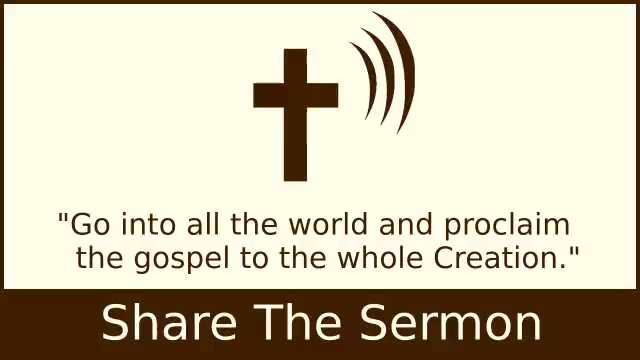 "Go into all the world and proclaim
the gospel to the whole Creation."
Share The Sermon